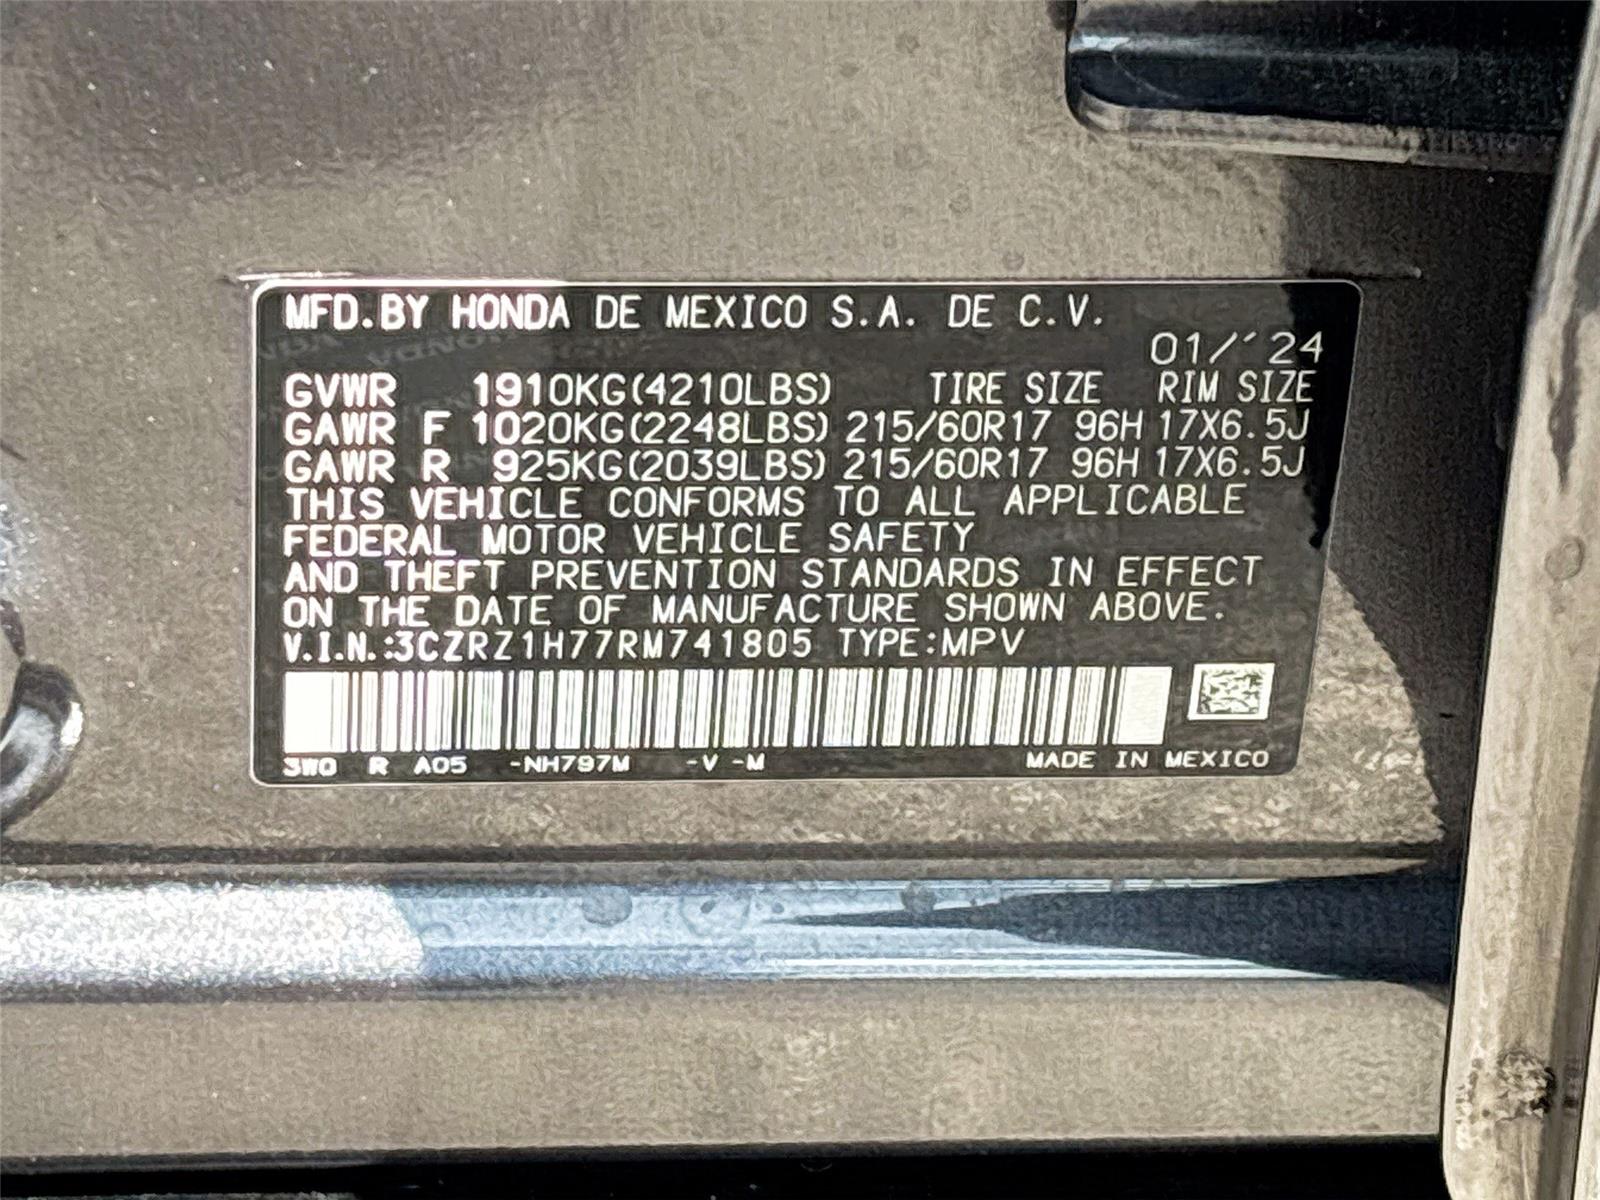 MFD.BY HONDA DE MEXICO S.A. DE C.V.
01/'24
GVWR 1910KG(4210LBS) TIRE SIZE RIM SIZE
GAWR F 1020KG(2248LBS) 215/60R17 96H 17X6.5J
GAWR R 925KG(2039LBS) 215/60R17 96H 17X6.5J
THIS VEHICLE CONFORMS TO ALL APPLICABLE
FEDERAL MOTOR VEHICLE SAFETY
AND THEFT PREVENTION STANDARDS IN EFFECT
ON THE DATE OF MANUFACTURE SHOWN ABOVE.
V.I.N.:3CZRZ1H77RM741805 TYPE:MPV
3W0 R A05 -NH797M -V -M MADE IN MEXICO